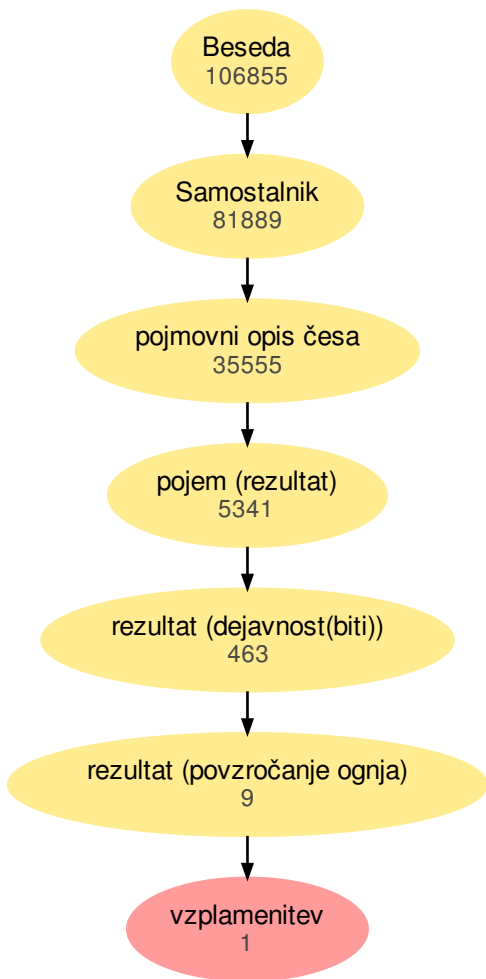 Beseda
106855
Samostalnik
81889
pojmovni opis česa
35555
pojem (rezultat)
5341
rezultat (dejavnost(biti))
463
rezultat (povzročanje ognja)
9
vzplamenitev
1